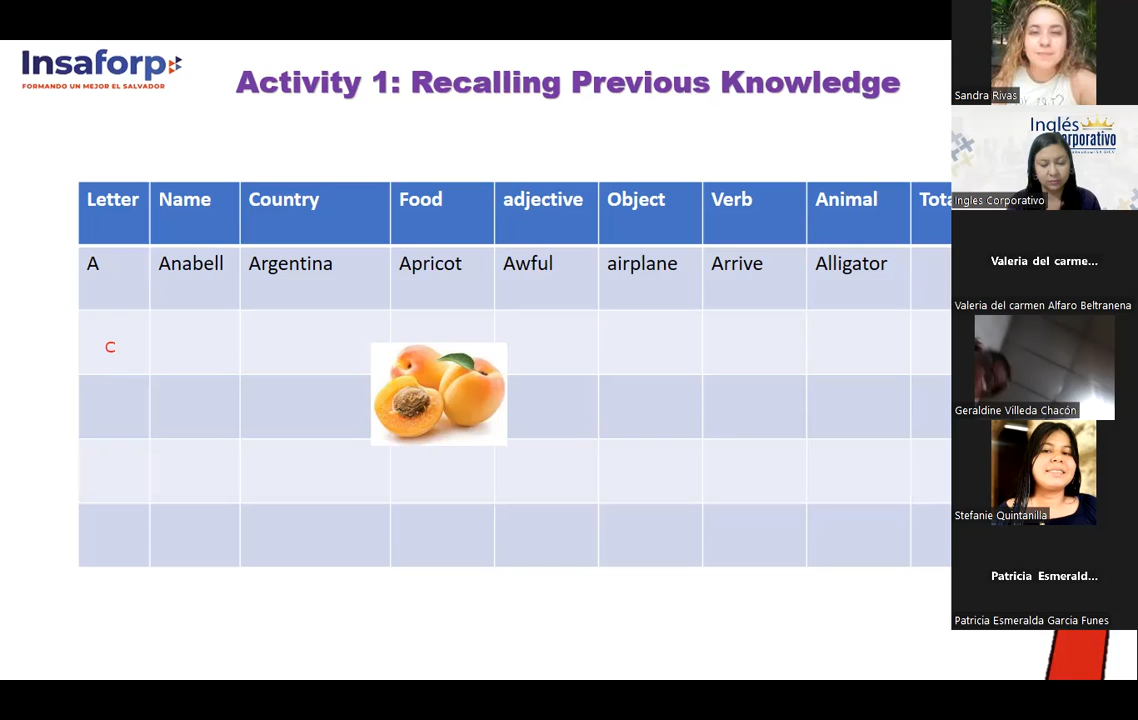 Insaforp
FORMANDO UN MEJOR EL SALVADOR
Activity 1: Recalling Previous Knowledge
Letter Name Country Food adjective Object Verb Animal Tota
A Anabell Argentina Apricot Awful airplane Arrive Alligator
C
Sandra Rivas
Inglés
Corporativo
Ingles Corporativo
Valeria del carme...
Valeria del carmen Alfaro Beltranena
Geraldine Villeda Chacón
Stefanie Quintanilla
Patricia Esmerald...
Patricia Esmeralda Garcia Funes